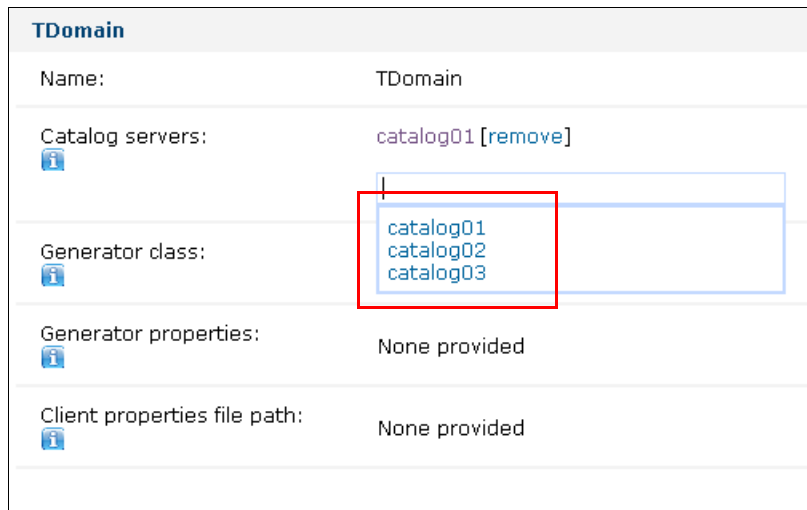 TDomain
Name: TDomain
Catalog servers: catalog01 [remove]
catalog01
catalog02
catalog03
Generator class:
Generator properties: None provided
Client properties file path: None provided